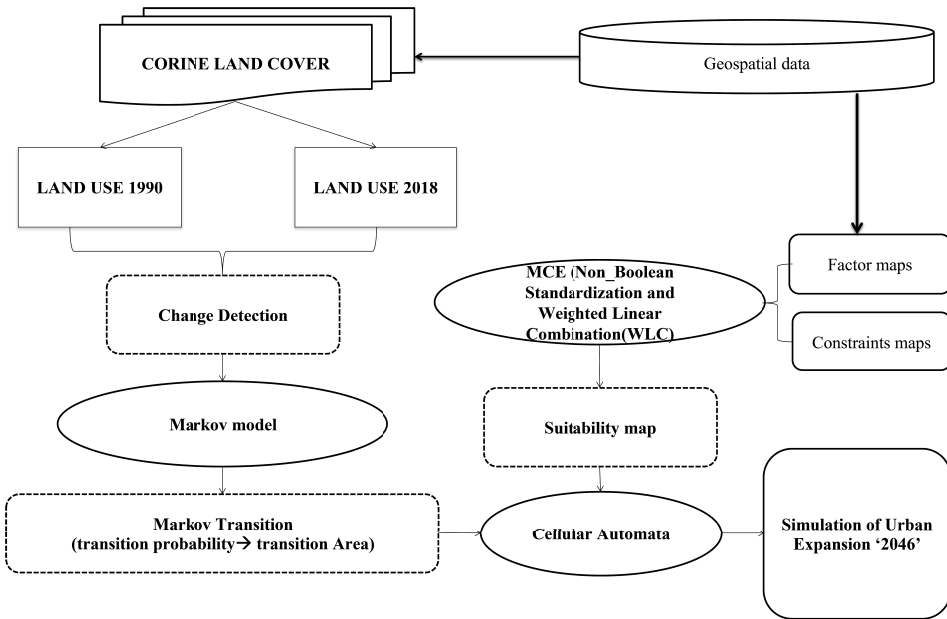 CORINE LAND COVER
Geospatial data
LAND USE 1990
LAND USE 2018
Change Detection
MCE (Non_Boolean
Standardization and
Weighted Linear
Combination(WLC)
Factor maps
Constraints maps
Markov model
Suitability map
Markov Transition
(transition probability→ transition Area)
Cellular Automata
Simulation of Urban
Expansion ‘2046’